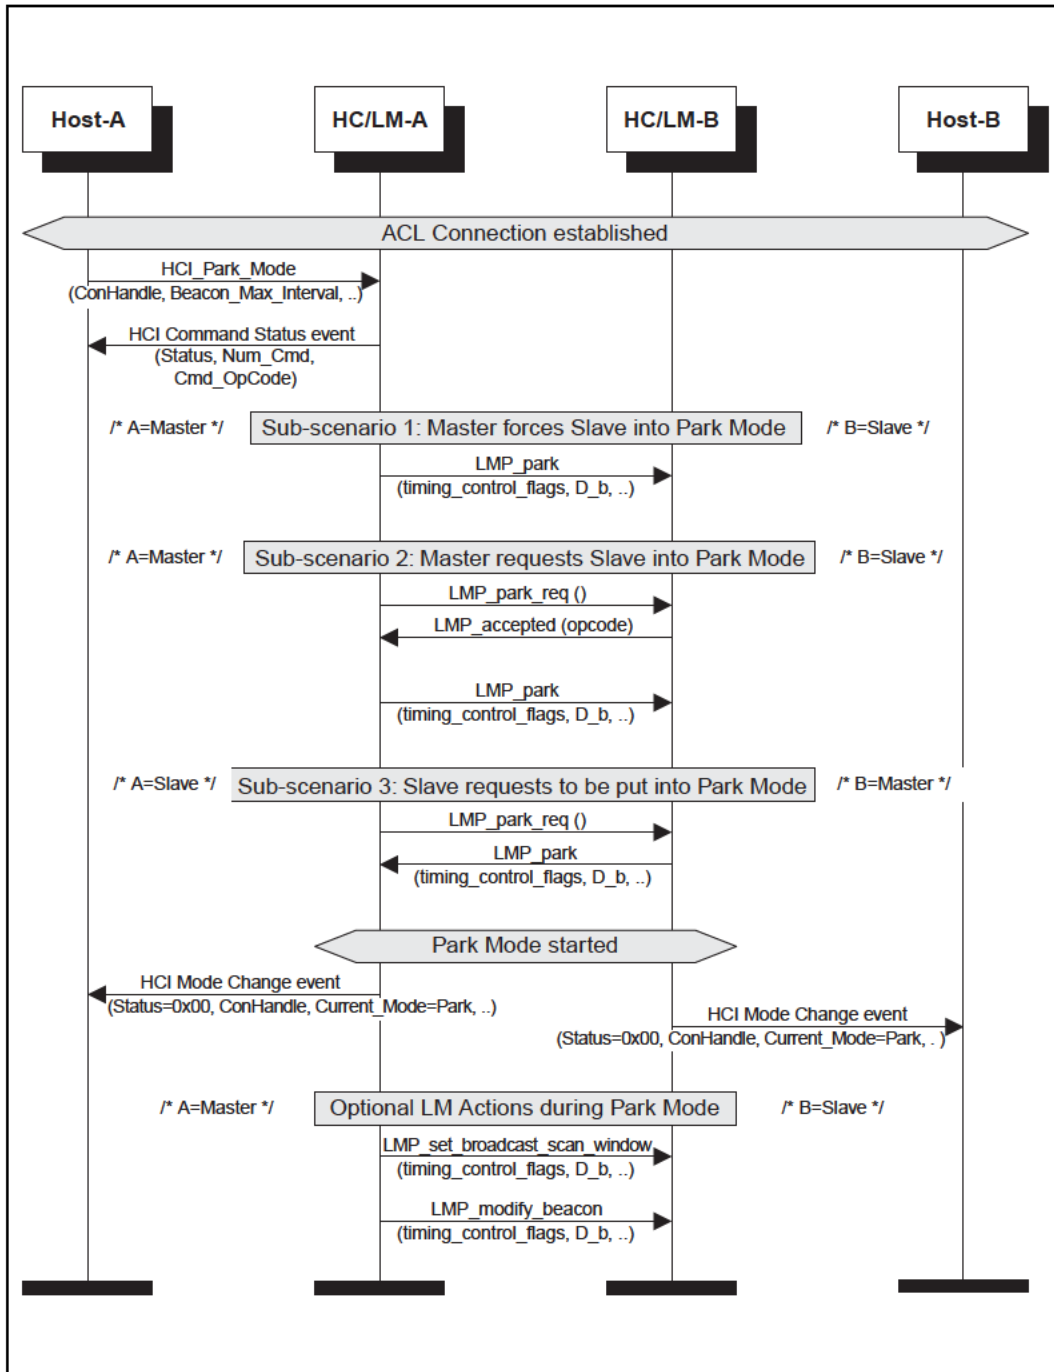 Host-A
HC/LM-A
HC/LM-B
Host-B
ACL Connection established
HCI_Park_Mode
(ConHandle, Beacon_Max_Interval, ..)
HCI Command Status event
(Status, Num_Cmd,
Cmd_OpCode)
/* A=Master */
Sub-scenario 1: Master forces Slave into Park Mode
/* B=Slave */
LMP_park
(timing_control_flags, D_b, ..)
/* A=Master */
Sub-scenario 2: Master requests Slave into Park Mode
/* B=Slave */
LMP_park_req ()
LMP_accepted (opcode)
LMP_park
(timing_control_flags, D_b, ..)
/* A=Slave */
Sub-scenario 3: Slave requests to be put into Park Mode
/* B=Master */
LMP_park_req ()
LMP_park
(timing_control_flags, D_b, ..)
Park Mode started
HCI Mode Change event
(Status=0x00, ConHandle, Current_Mode=Park, ..)
HCI Mode Change event
(Status=0x00, ConHandle, Current_Mode=Park, . )
/* A=Master */
Optional LM Actions during Park Mode
/* B=Slave */
LMP_set_broadcast_scan_window
(timing_control_flags, D_b, ..)
LMP_modify_beacon
(timing_control_flags, D_b, ..)